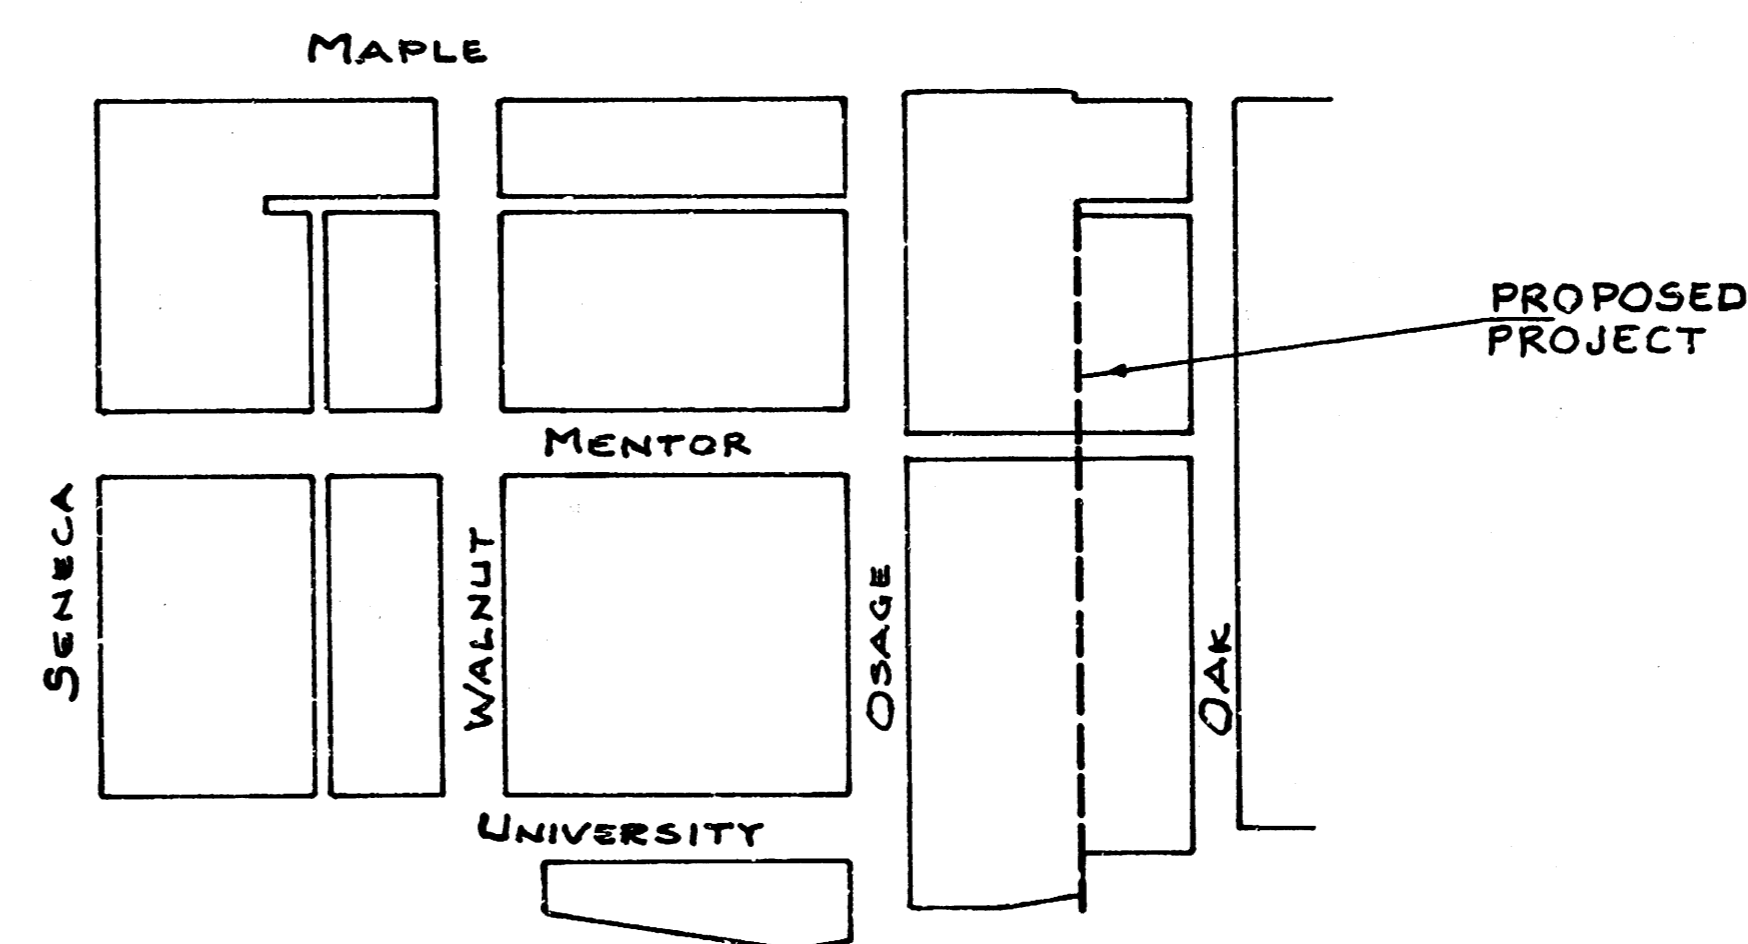 MAPLE
PROPOSED
PROJECT
MENTOR
SENECA
WALNUT
OSAGE
OAK
UNIVERSITY